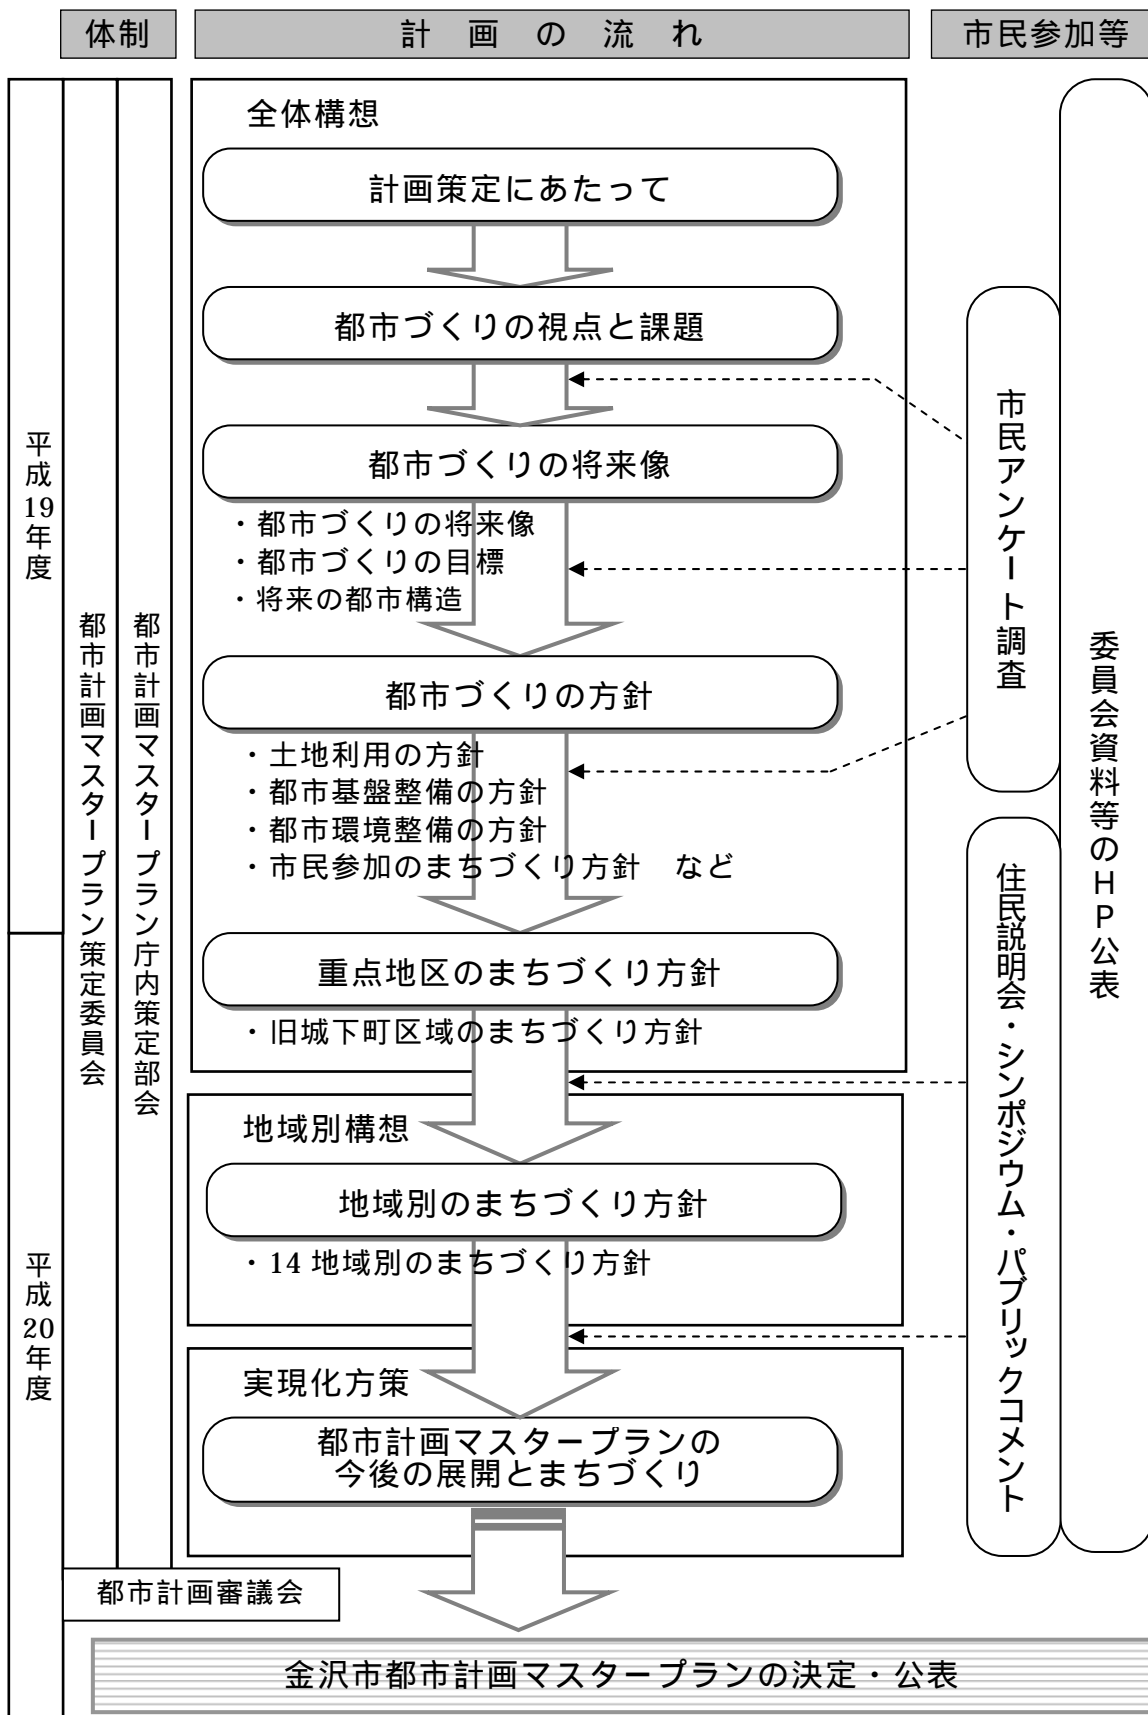 体制
計画の流れ
市民参加等
平成19年度
平成20年度
都市計画マスタープラン策定委員会
都市計画マスタープラン庁内策定部会
全体構想
計画策定にあたって
都市づくりの視点と課題
都市づくりの将来像
・都市づくりの将来像
・都市づくりの目標
・将来の都市構造
都市づくりの方針
・土地利用の方針
・都市基盤整備の方針
・都市環境整備の方針
・市民参加のまちづくり方針　など
重点地区のまちづくり方針
・旧城下町区域のまちづくり方針
地域別構想
地域別のまちづくり方針
・14 地域別のまちづくり方針
実現化方策
都市計画マスタープランの
今後の展開とまちづくり
市民アンケート調査
住民説明会・シンポジウム・パブリックコメント
委員会資料等のHP公表
都市計画審議会
金沢市都市計画マスタープランの決定・公表